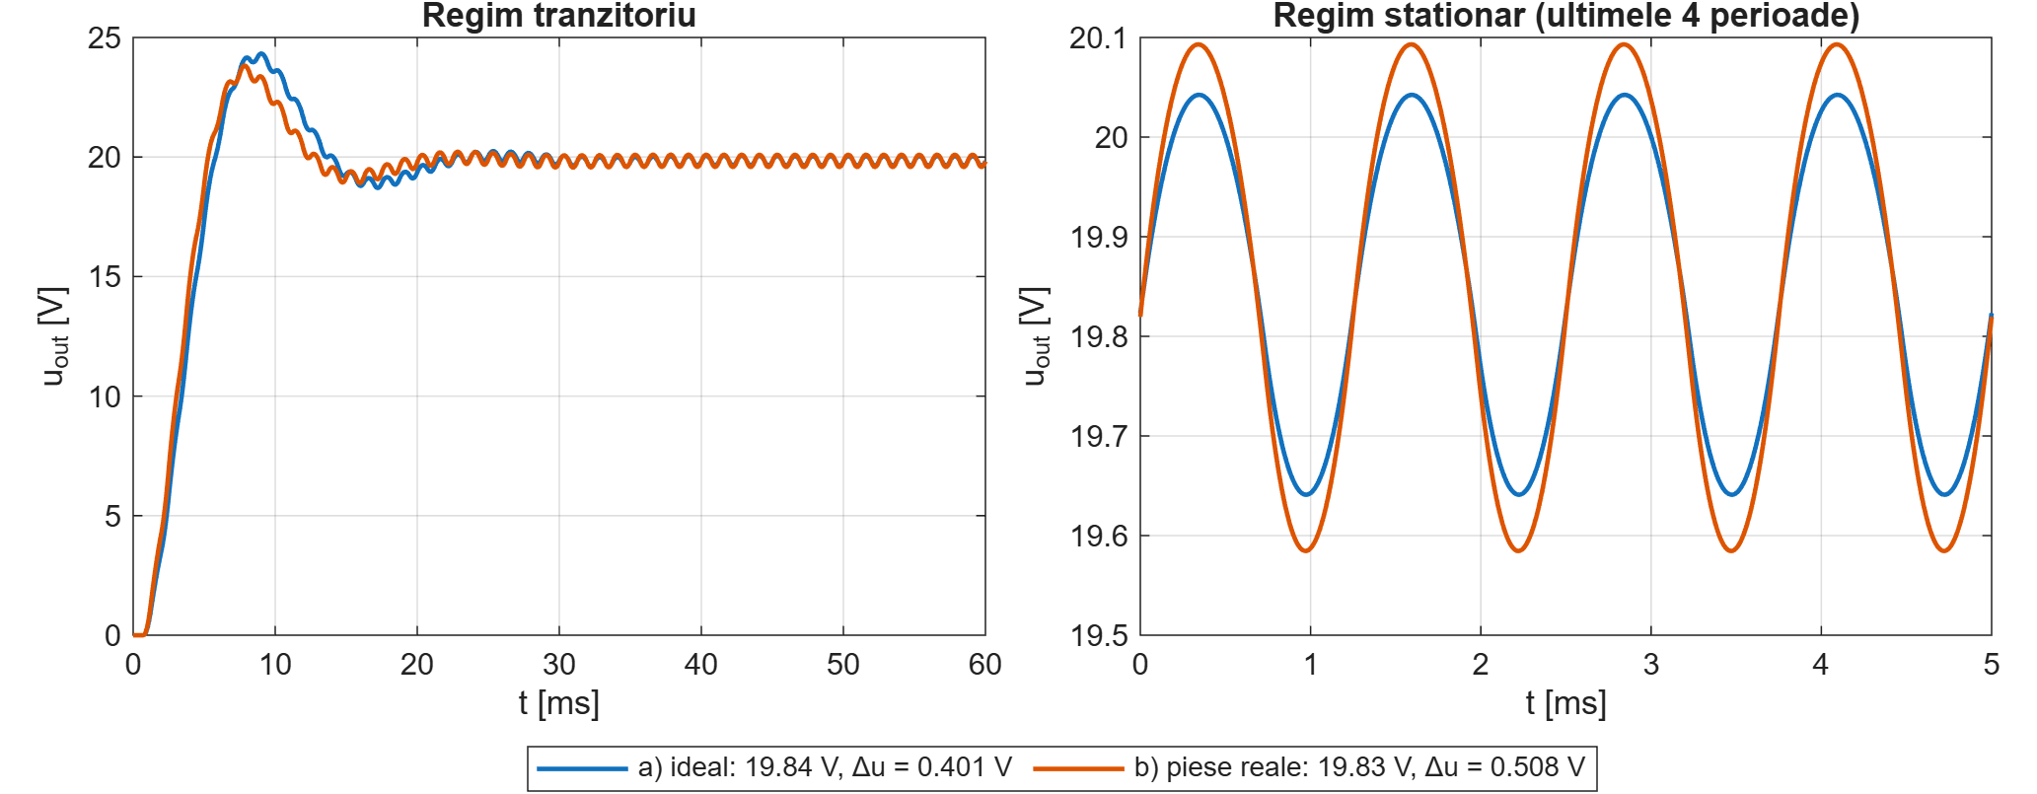 Regim tranzitoriu
25
20
15
10
5
0
0 10 20 30 40 50 60
t [ms]
u_out [V]
Regim stationar (ultimele 4 perioade)
20.1
20
19.9
19.8
19.7
19.6
19.5
0 1 2 3 4 5
t [ms]
u_out [V]
a) ideal: 19.84 V, Δu = 0.401 V
b) piese reale: 19.83 V, Δu = 0.508 V